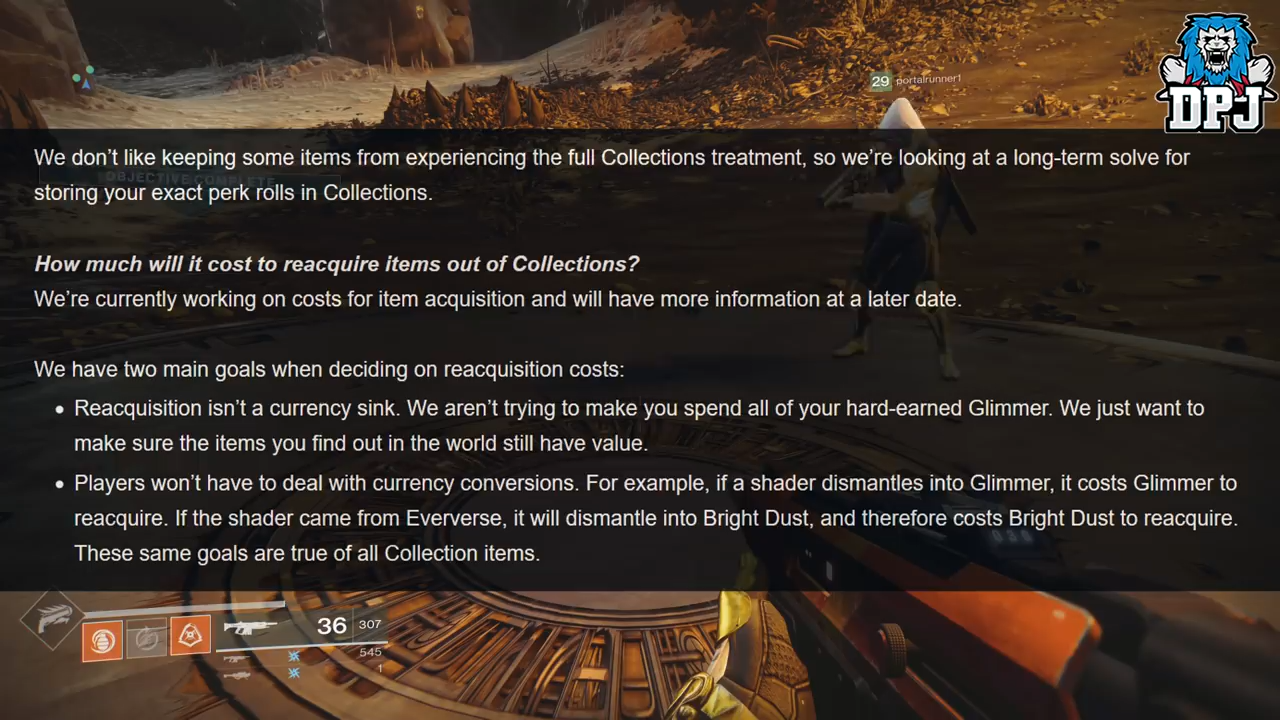 DPJ
29 portalrunner1
We don't like keeping some items from experiencing the full Collections treatment, so we're looking at a long-term solve for
OBJECTIVE COMPLETE
storing your exact perk rolls in Collections.
How much will it cost to reacquire items out of Collections?
We're currently working on costs for item acquisition and will have more information at a later date.
We have two main goals when deciding on reacquisition costs:
• Reacquisition isn't a currency sink. We aren't trying to make you spend all of your hard-earned Glimmer. We just want to
make sure the items you find out in the world still have value.
• Players won't have to deal with currency conversions. For example, if a shader dismantles into Glimmer, it costs Glimmer to
reacquire. If the shader came from Eververse, it will dismantle into Bright Dust, and therefore costs Bright Dust to reacquire.
These same goals are true of all Collection items.
36 307
545
1